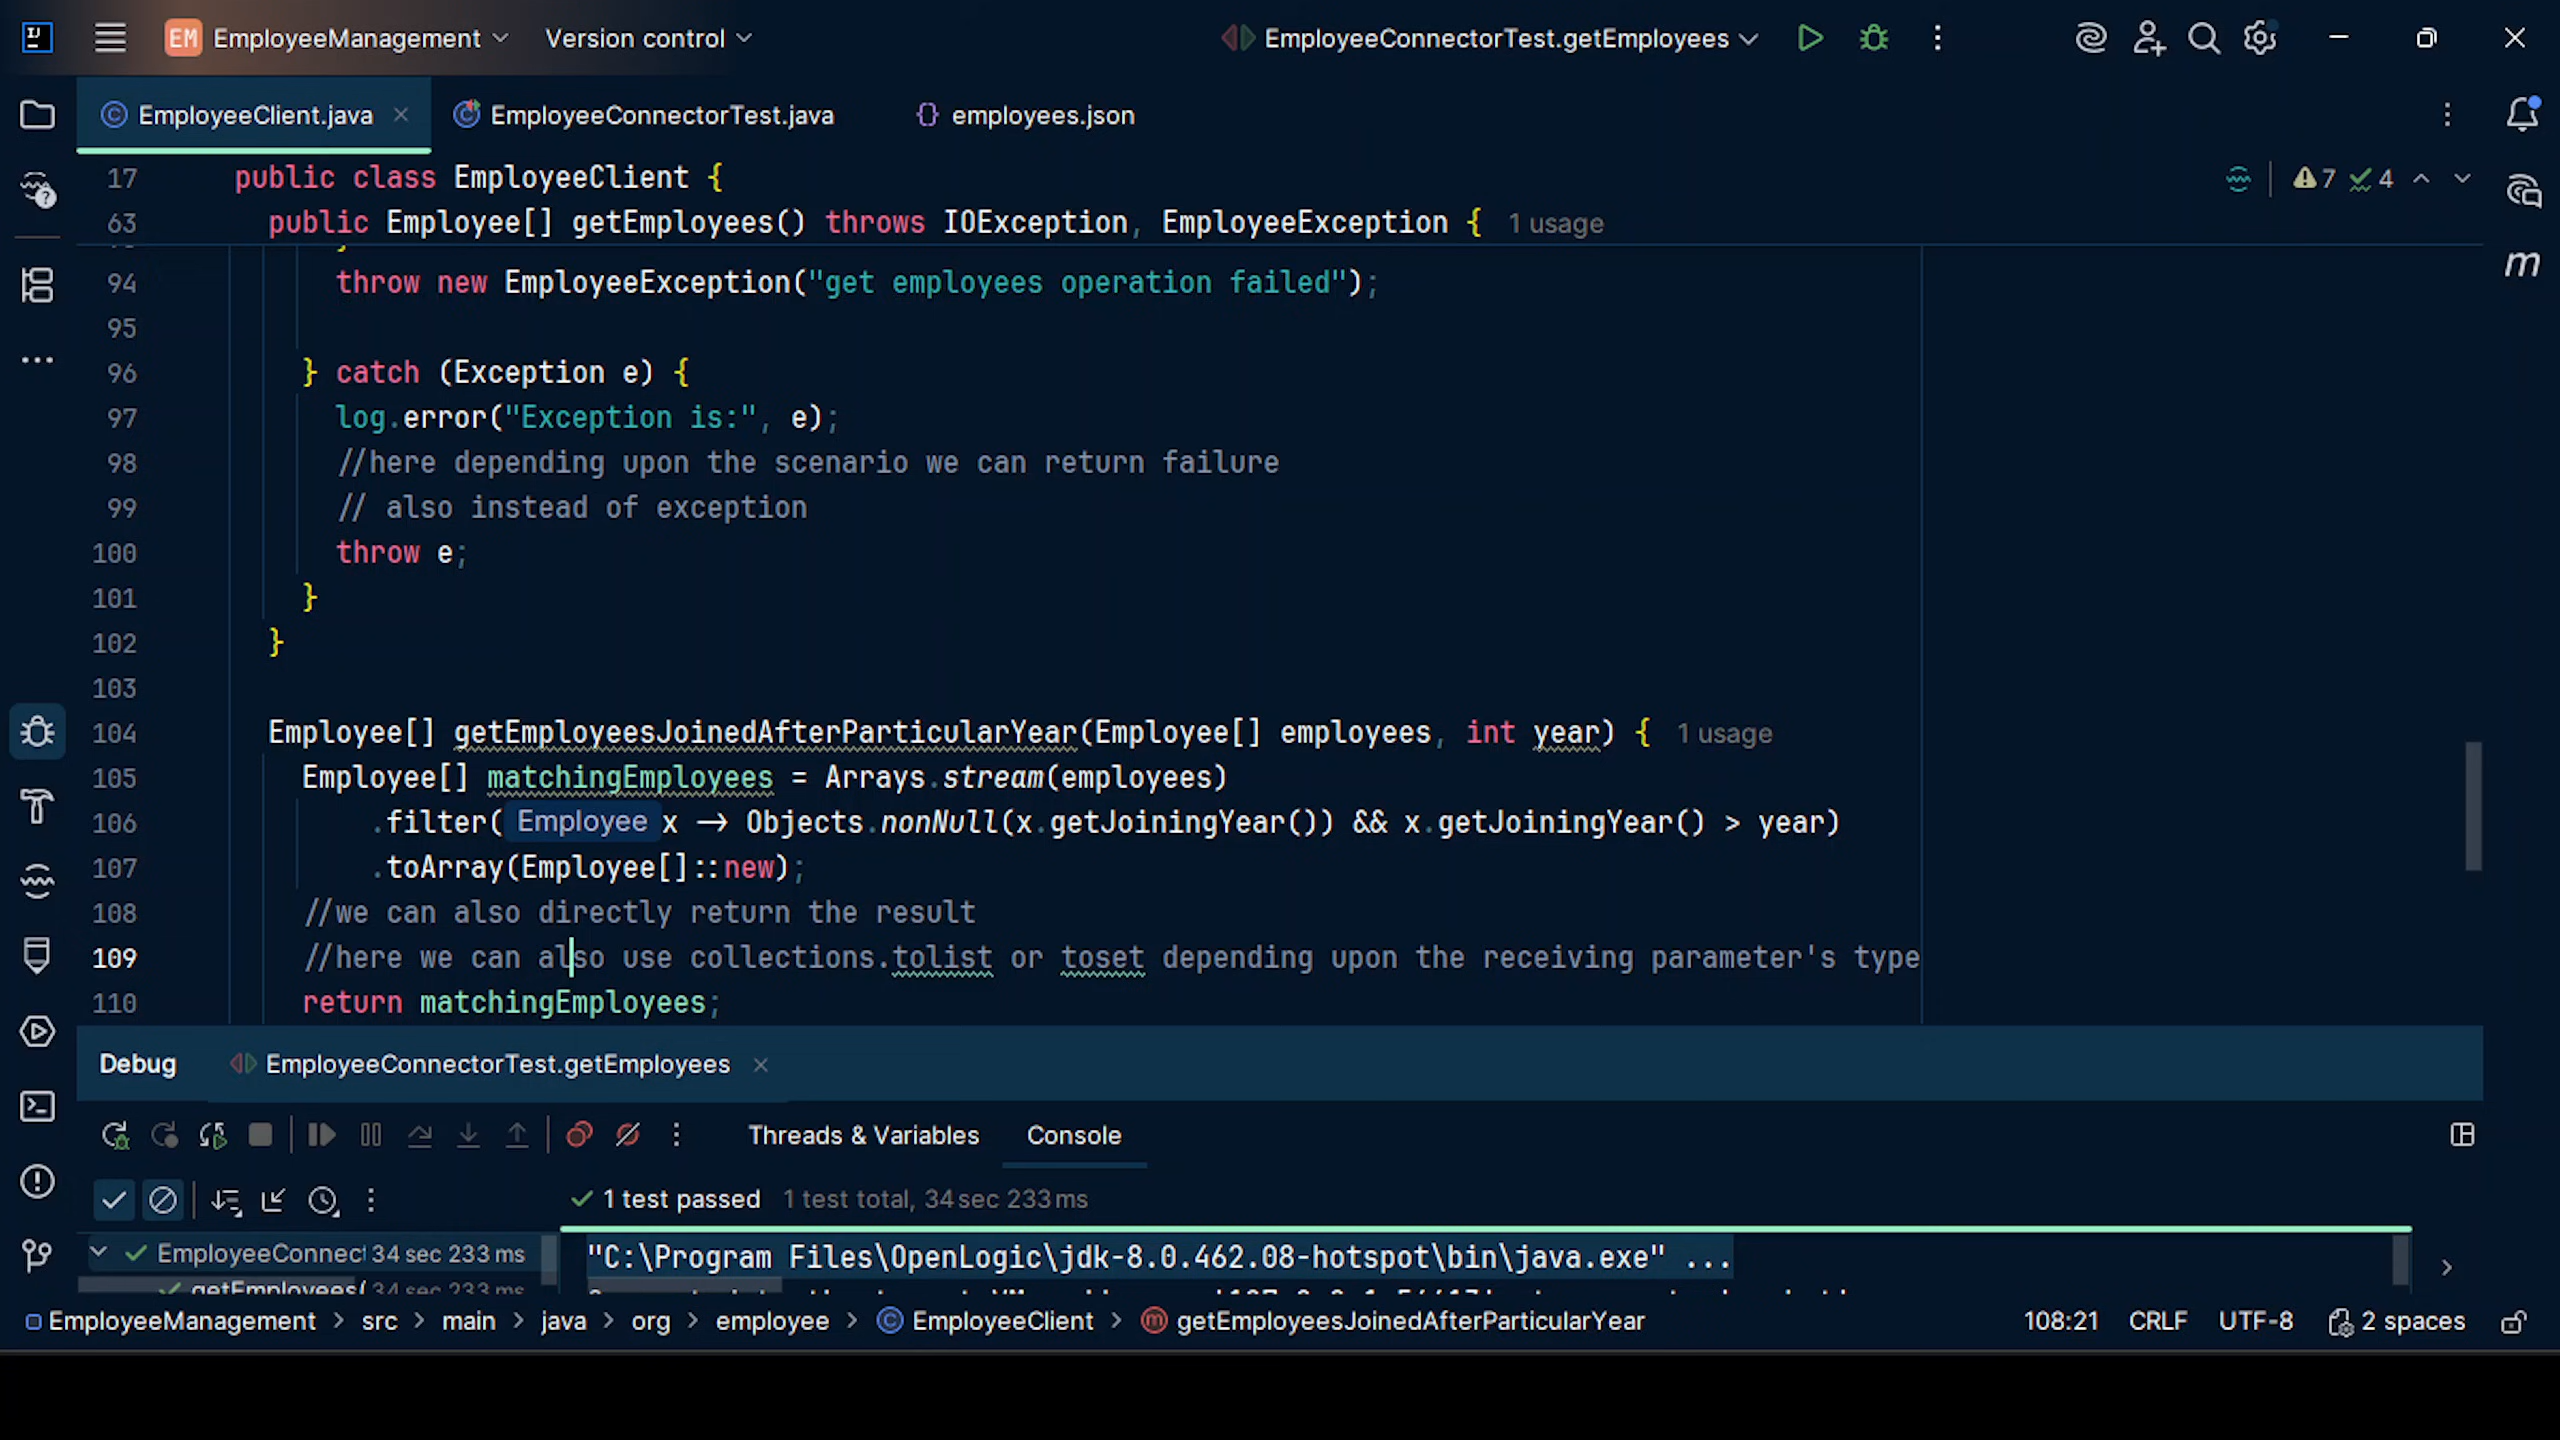 EM EmployeeManagement Version control EmployeeConnectorTest.getEmployees
EmployeeClient.java EmployeeConnectorTest.java {} employees.json
17 public class EmployeeClient { 7 4
63 public Employee[] getEmployees() throws IOException, EmployeeException { 1 usage
94 throw new EmployeeException("get employees operation failed");
95
96 } catch (Exception e) {
97 log.error("Exception is:", e);
98 //here depending upon the scenario we can return failure
99 // also instead of exception
100 throw e;
101 }
102 }
103
104 Employee[] getEmployeesJoinedAfterParticularYear(Employee[] employees, int year) { 1 usage
105 Employee[] matchingEmployees = Arrays.stream(employees)
106 .filter( Employee x -> Objects.nonNull(x.getJoiningYear()) && x.getJoiningYear() > year)
107 .toArray(Employee[]::new);
108 //we can also directly return the result
109 //here we can also use collections.tolist or toset depending upon the receiving parameter's type
110 return matchingEmployees;
Debug EmployeeConnectorTest.getEmployees
Threads & Variables Console
1 test passed 1 test total, 34 sec 233 ms
EmployeeConnect 34 sec 233 ms
"C:\Program Files\OpenLogic\jdk-8.0.462.08-hotspot\bin\java.exe" ...
getEmployees( 34 sec 233 ms
EmployeeManagement > src > main > java > org > employee > EmployeeClient > getEmployeesJoinedAfterParticularYear 108:21 CRLF UTF-8 2 spaces